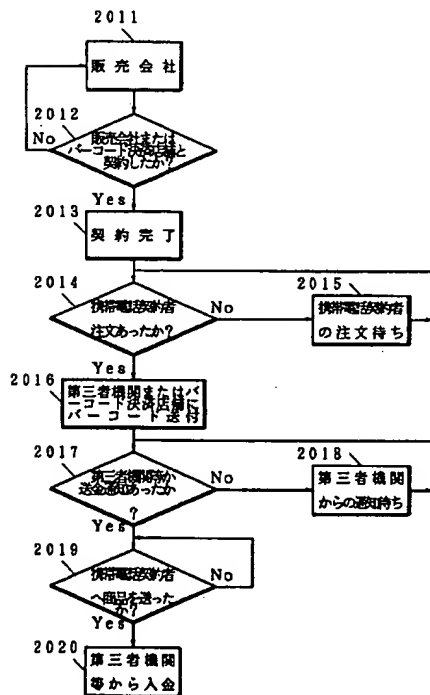 2011
販売会社
2012
販売会社または
バーコード決済店舗と
契約したか?
No
Yes
2013
契約完了
2014
携帯電話契約者
注文あったか?
No
2015
携帯電話契約者
の注文待ち
Yes
2016
第三者機関またはバ
ーコード決済店舗に
バーコード送付
2017
第三者機関等か
送金通知あったか
?
No
2018
第三者機関
からの通知待ち
Yes
2019
携帯電話契約者
へ商品を送った
か?
No
Yes
2020
第三者機関
等から入金